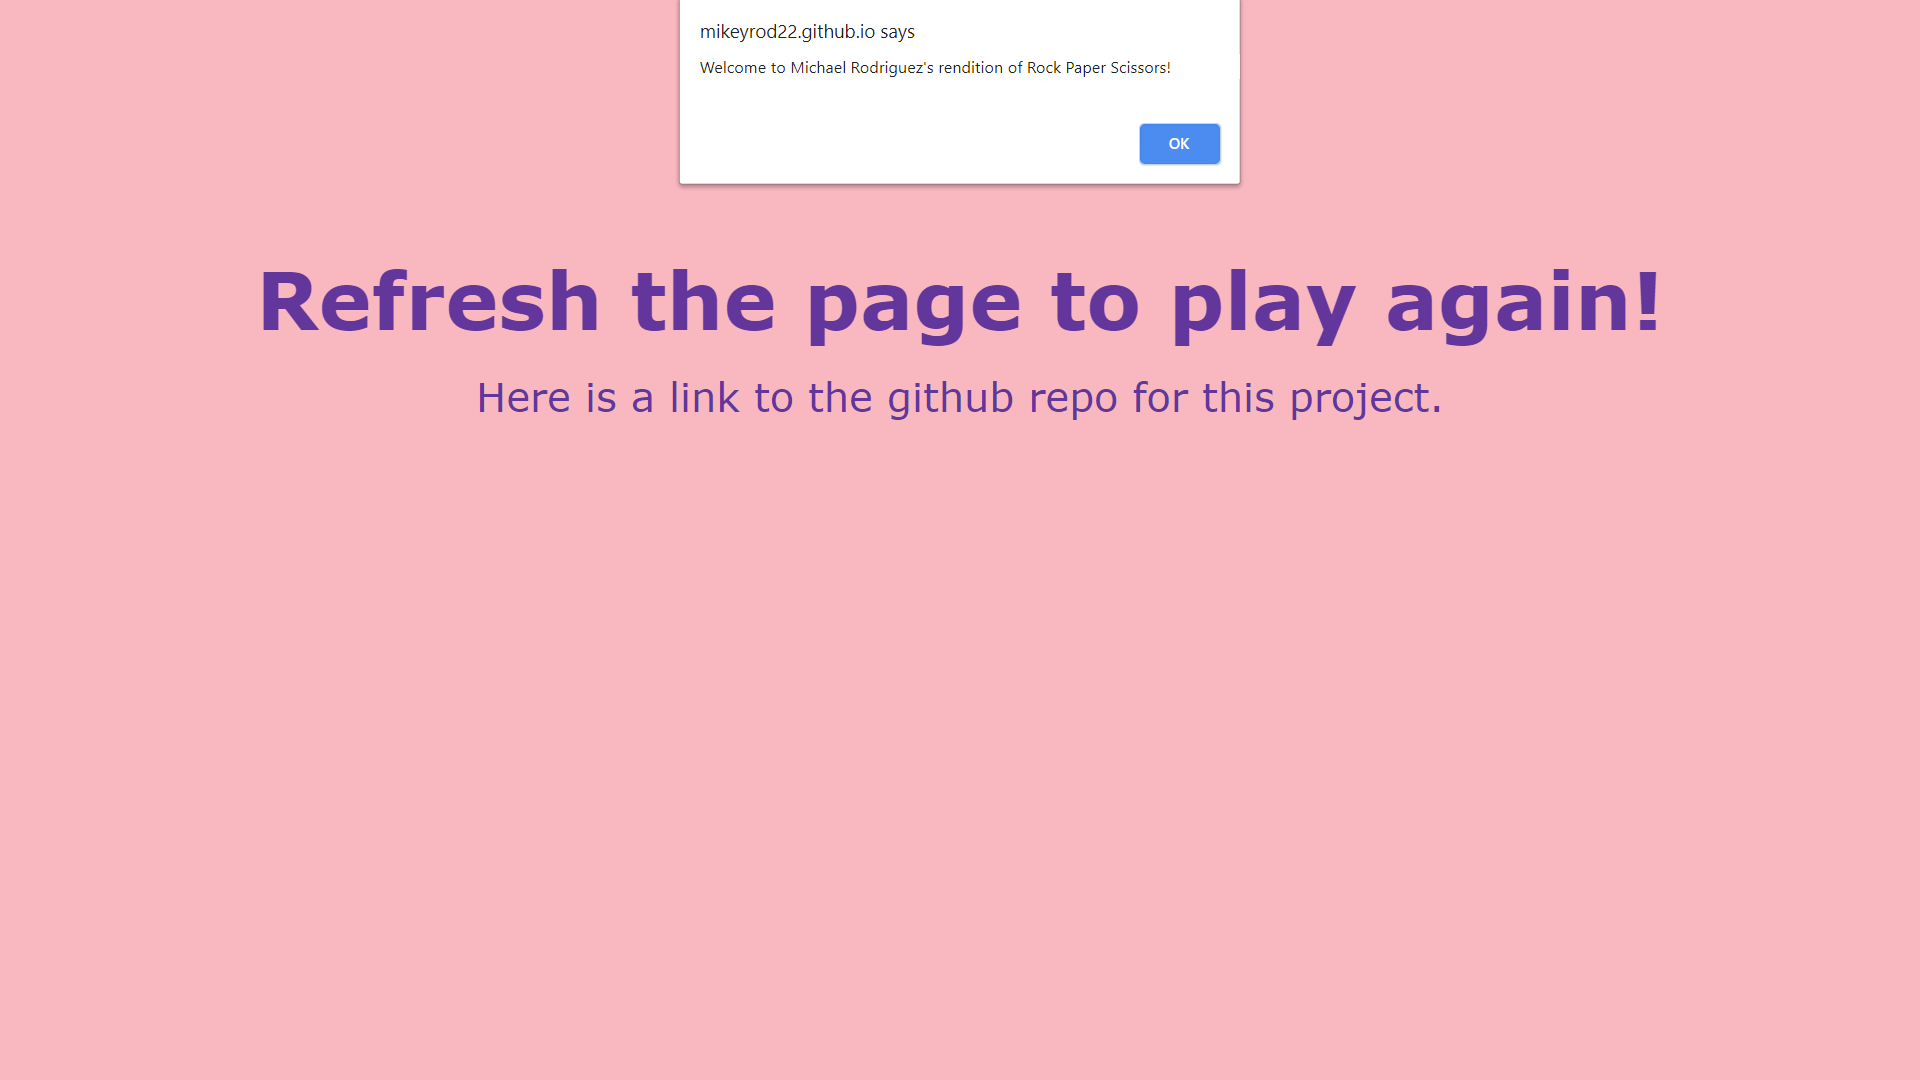 mikeyrod22.github.io says
Welcome to Michael Rodriguez's rendition of Rock Paper Scissors!
OK
Refresh the page to play again!
Here is a link to the github repo for this project.